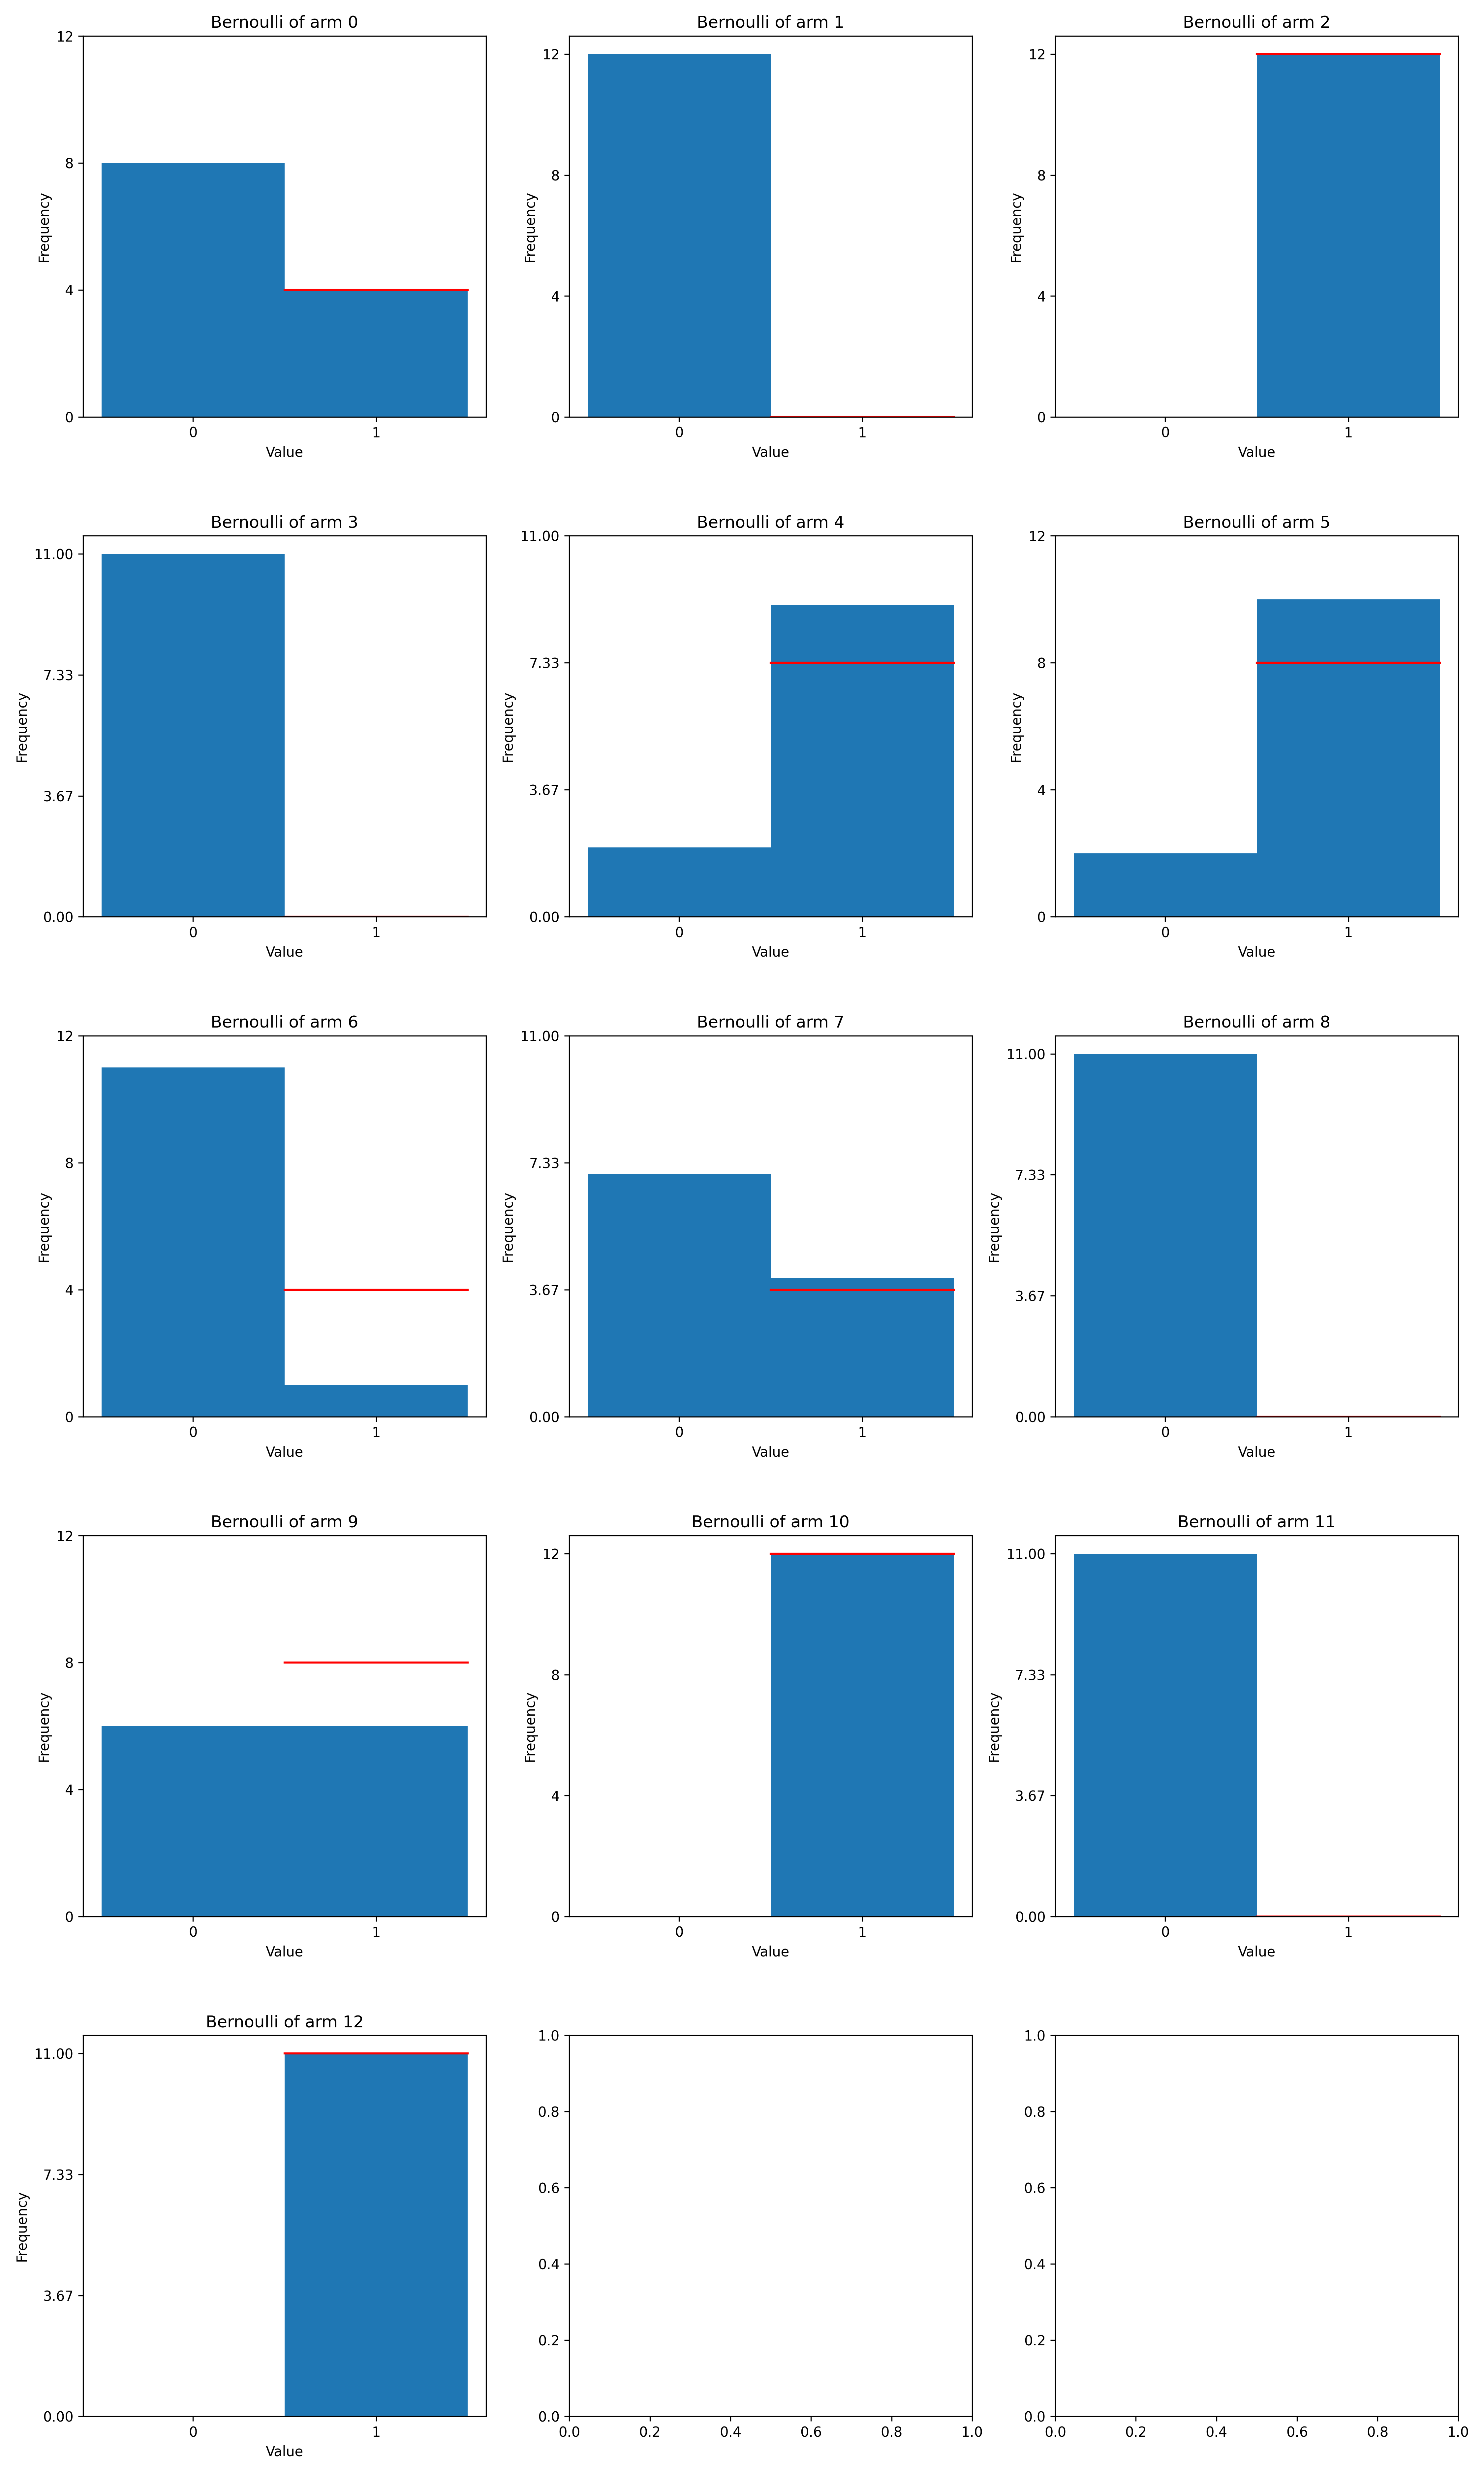 Bernoulli of arm 0
12
8
4
0
Frequency
0 1
Value
Bernoulli of arm 1
12
8
4
0
Frequency
0 1
Value
Bernoulli of arm 2
12
8
4
0
Frequency
0 1
Value
Bernoulli of arm 3
11.00
7.33
3.67
0.00
Frequency
0 1
Value
Bernoulli of arm 4
11.00
7.33
3.67
0.00
Frequency
0 1
Value
Bernoulli of arm 5
12
8
4
0
Frequency
0 1
Value
Bernoulli of arm 6
12
8
4
0
Frequency
0 1
Value
Bernoulli of arm 7
11.00
7.33
3.67
0.00
Frequency
0 1
Value
Bernoulli of arm 8
11.00
7.33
3.67
0.00
Frequency
0 1
Value
Bernoulli of arm 9
12
8
4
0
Frequency
0 1
Value
Bernoulli of arm 10
12
8
4
0
Frequency
0 1
Value
Bernoulli of arm 11
11.00
7.33
3.67
0.00
Frequency
0 1
Value
Bernoulli of arm 12
11.00
7.33
3.67
0.00
Frequency
0 1
Value
1.0
0.8
0.6
0.4
0.2
0.0
0.0 0.2 0.4 0.6 0.8 1.0
1.0
0.8
0.6
0.4
0.2
0.0
0.0 0.2 0.4 0.6 0.8 1.0